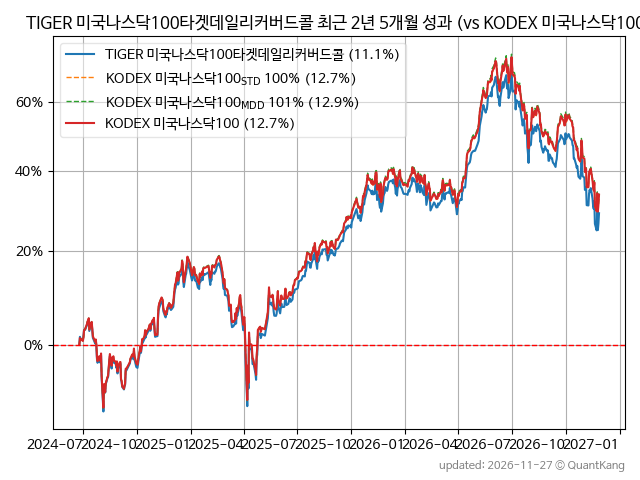 TIGER 미국나스닥100타겟데일리커버드콜 최근 2년 5개월 성과 (vs KODEX 미국나스닥100
TIGER 미국나스닥100타겟데일리커버드콜 (11.1%)
KODEX 미국나스닥100STD 100% (12.7%)
KODEX 미국나스닥100MDD 101% (12.9%)
KODEX 미국나스닥100 (12.7%)
60%
40%
20%
0%
2024-07 2024-10 2025-01 2025-04 2025-07 2025-10 2026-01 2026-04 2026-07 2026-10 2027-01
updated: 2026-11-27 © QuantKang